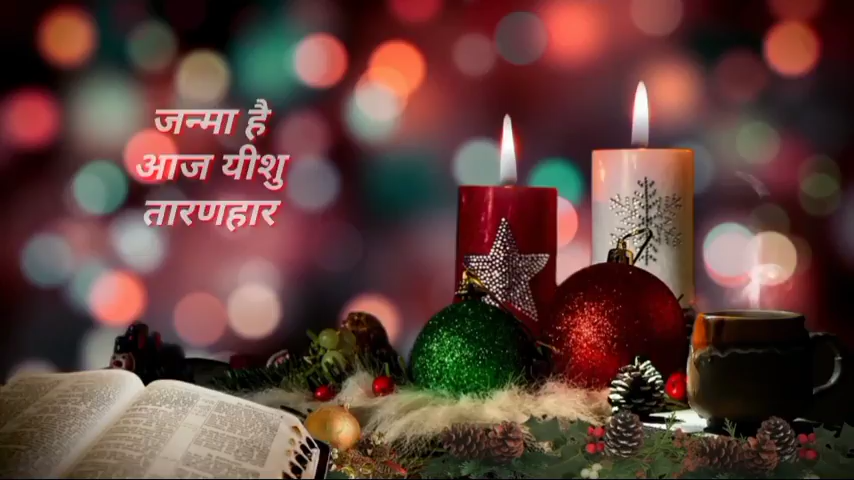 जन्मा है
आज यीशु
तारणहार